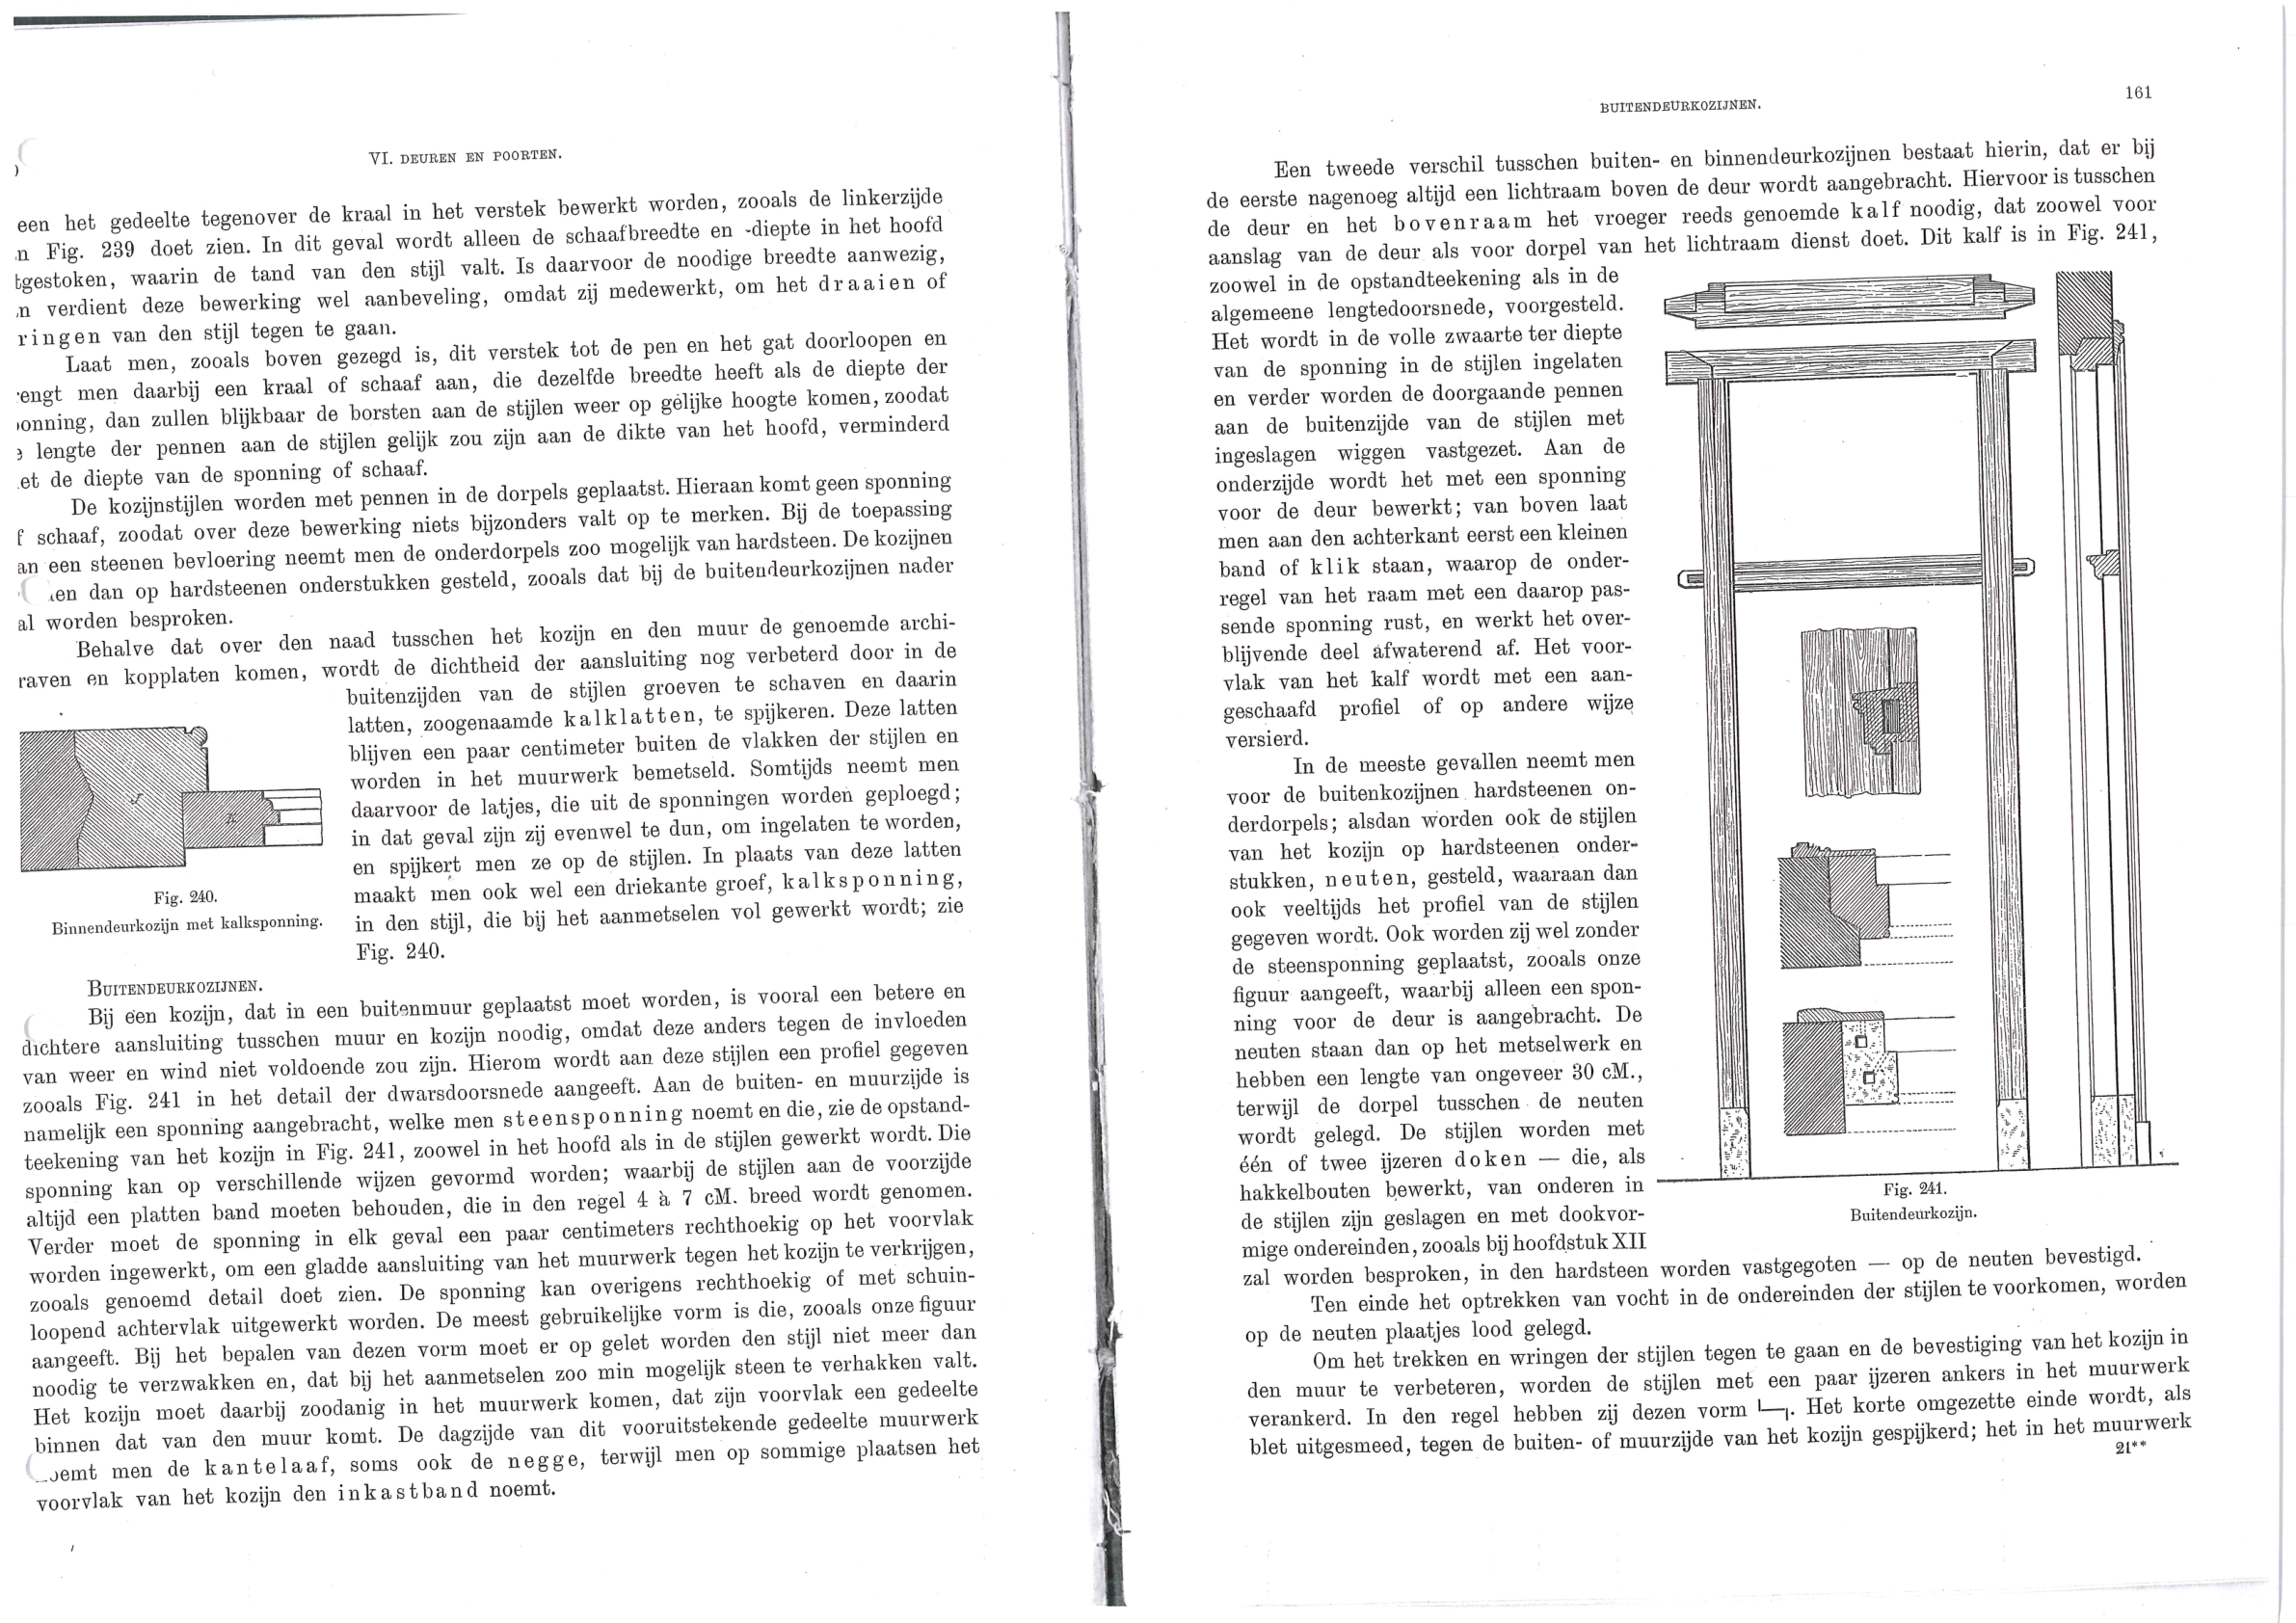 VI. DEUREN EN POORTEN.
een het gedeelte tegenover de kraal in het verstek bewerkt worden, zooals de linkerzijde
n Fig. 239 doet zien. In dit geval wordt alleen de schaafbreedte en -diepte in het hoofd
tgestoken, waarin de tand van den stijl valt. Is daarvoor de noodige breedte aanwezig,
n verdient deze bewerking wel aanbeveling, omdat zij medewerkt, om het draaien of
ringen van den stijl tegen te gaan.
Laat men, zooals boven gezegd is, dit verstek tot de pen en het gat doorloopen en
engt men daarbij een kraal of schaaf aan, die dezelfde breedte heeft als de diepte der
onning, dan zullen blijkbaar de borsten aan de stijlen weer op gelijke hoogte komen, zoodat
e lengte der pennen aan de stijlen gelijk zou zijn aan de dikte van het hoofd, verminderd
et de diepte van de sponning of schaaf.
De kozijnstijlen worden met pennen in de dorpels geplaatst. Hieraan komt geen sponning
f schaaf, zoodat over deze bewerking niets bijzonders valt op te merken. Bij de toepassing
an een steenen bevloering neemt men de onderdorpels zoo mogelijk van hardsteen. De kozijnen
en dan op hardsteenen onderstukken gesteld, zooals dat bij de buitendeurkozijnen nader
al worden besproken.
Behalve dat over den naad tusschen het kozijn en den muur de genoemde archi-
raven en kopplaten komen, wordt de dichtheid der aansluiting nog verbeterd door in de
buitenzijden van de stijlen groeven te schaven en daarin
latten, zoogenaamde kalklatten, te spijkeren. Deze latten
blijven een paar centimeter buiten de vlakken der stijlen en
worden in het muurwerk bemetseld. Somtijds neemt men
daarvoor de latjes, die uit de sponningen worden geploegd;
in dat geval zijn zij evenwel te dun, om ingelaten te worden,
en spijkert men ze op de stijlen. In plaats van deze latten
maakt men ook wel een driekante groef, kalksponning,
in den stijl, die bij het aanmetselen vol gewerkt wordt; zie
Fig. 240.
Fig. 240.
Binnendeurkozijn met kalksponning.
BUITENDEURKOZIJNEN.
Bij een kozijn, dat in een buitenmuur geplaatst moet worden, is vooral een betere en
dichtere aansluiting tusschen muur en kozijn noodig, omdat deze anders tegen de invloeden
van weer en wind niet voldoende zou zijn. Hierom wordt aan deze stijlen een profiel gegeven
zooals Fig. 241 in het detail der dwarsdoorsnede aangeeft. Aan de buiten- en muurzijde is
namelijk een sponning aangebracht, welke men steensponning noemt en die, zie de opstand-
teekening van het kozijn in Fig. 241, zoowel in het hoofd als in de stijlen gewerkt wordt. Die
sponning kan op verschillende wijzen gevormd worden; waarbij de stijlen aan de voorzijde
altijd een platten band moeten behouden, die in den regel 4 à 7 cM. breed wordt genomen.
Verder moet de sponning in elk geval een paar centimeters rechthoekig op het voorvlak
worden ingewerkt, om een gladde aansluiting van het muurwerk tegen het kozijn te verkrijgen,
zooals genoemd detail doet zien. De sponning kan overigens rechthoekig of met schuin-
loopend achtervlak uitgewerkt worden. De meest gebruikelijke vorm is die, zooals onze figuur
aangeeft. Bij het bepalen van dezen vorm moet er op gelet worden den stijl niet meer dan
noodig te verzwakken en, dat bij het aanmetselen zoo min mogelijk steen te verhakken valt.
Het kozijn moet daarbij zoodanig in het muurwerk komen, dat zijn voorvlak een gedeelte
binnen dat van den muur komt. De dagzijde van dit vooruitstekende gedeelte muurwerk
oemt men de kantelaaf, soms ook de negge, terwijl men op sommige plaatsen het
voorvlak van het kozijn den inkastband noemt.
BUITENDEURKOZIJNEN.
161
Een tweede verschil tusschen buiten- en binnendeurkozijnen bestaat hierin, dat er bij
de eerste nagenoeg altijd een lichtraam boven de deur wordt aangebracht. Hiervoor is tusschen
de deur en het bovenraam het vroeger reeds genoemde kalf noodig, dat zoowel voor
aanslag van de deur als voor dorpel van het lichtraam dienst doet. Dit kalf is in Fig. 241,
zoowel in de opstandteekening als in de
algemeene lengtedoorsnede, voorgesteld.
Het wordt in de volle zwaarte ter diepte
van de sponning in de stijlen ingelaten
en verder worden de doorgaande pennen
aan de buitenzijde van de stijlen met
ingeslagen wiggen vastgezet. Aan de
onderzijde wordt het met een sponning
voor de deur bewerkt; van boven laat
men aan den achterkant eerst een kleinen
band of klik staan, waarop de onder-
regel van het raam met een daarop pas-
sende sponning rust, en werkt het over-
blijvende deel afwaterend af. Het voor-
vlak van het kalf wordt met een aan-
geschaafd profiel of op andere wijze
versierd.
In de meeste gevallen neemt men
voor de buitenkozijnen hardsteenen on-
derdorpels; alsdan worden ook de stijlen
van het kozijn op hardsteenen onder-
stukken, neuten, gesteld, waaraan dan
ook veeltijds het profiel van de stijlen
gegeven wordt. Ook worden zij wel zonder
de steensponning geplaatst, zooals onze
figuur aangeeft, waarbij alleen een spon-
ning voor de deur is aangebracht. De
neuten staan dan op het metselwerk en
hebben een lengte van ongeveer 30 cM.,
terwijl de dorpel tusschen de neuten
wordt gelegd. De stijlen worden met
één of twee ijzeren doken — die, als
hakkelbouten bewerkt, van onderen in
de stijlen zijn geslagen en met dookvor-
mige ondereinden, zooals bij hoofdstuk XII
zal worden besproken, in den hardsteen worden vastgegoten — op de neuten bevestigd.
Fig. 241.
Buitendeurkozijn.
Ten einde het optrekken van vocht in de ondereinden der stijlen te voorkomen, worden
op de neuten plaatjes lood gelegd.
Om het trekken en wringen der stijlen tegen te gaan en de bevestiging van het kozijn in
den muur te verbeteren, worden de stijlen met een paar ijzeren ankers in het muurwerk
verankerd. In den regel hebben zij dezen vorm. Het korte omgezette einde wordt, als
blet uitgesmeed, tegen de buiten- of muurzijde van het kozijn gespijkerd; het in het muurwerk
21**